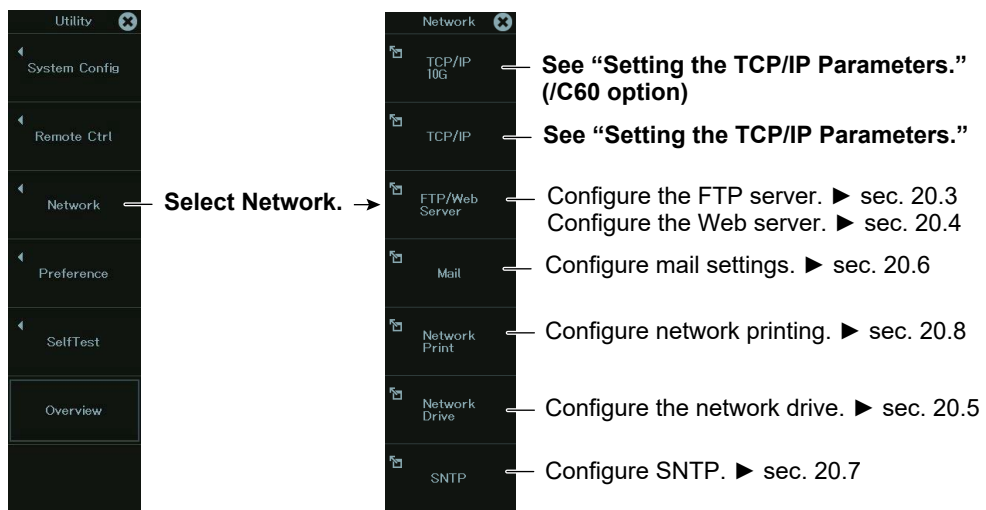 Utility
System Config
Remote Ctrl
Network
Preference
SelfTest
Overview
Select Network.
Network
TCP/IP
10G
See “Setting the TCP/IP Parameters.”
(/C60 option)
TCP/IP
See “Setting the TCP/IP Parameters.”
FTP/Web
Server
Configure the FTP server. ► sec. 20.3
Configure the Web server. ► sec. 20.4
Mail
Configure mail settings. ► sec. 20.6
Network
Print
Configure network printing. ► sec. 20.8
Network
Drive
Configure the network drive. ► sec. 20.5
SNTP
Configure SNTP. ► sec. 20.7